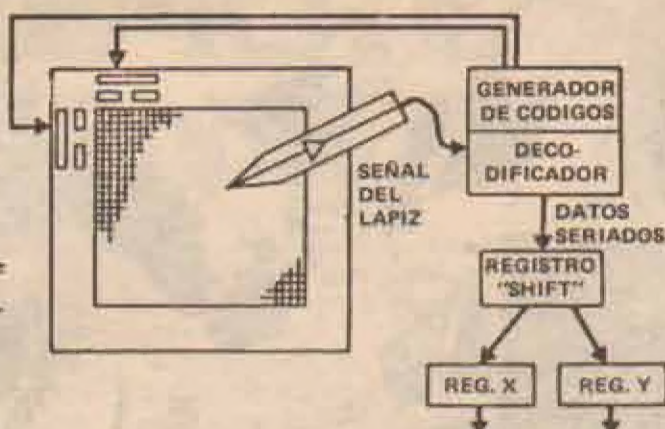 GENERADOR
DE CODIGOS
DECO-
DIFICADOR
SEÑAL
DEL
LAPIZ
DATOS
SERIADOS
REGISTRO
"SHIFT"
REG. X
REG. Y